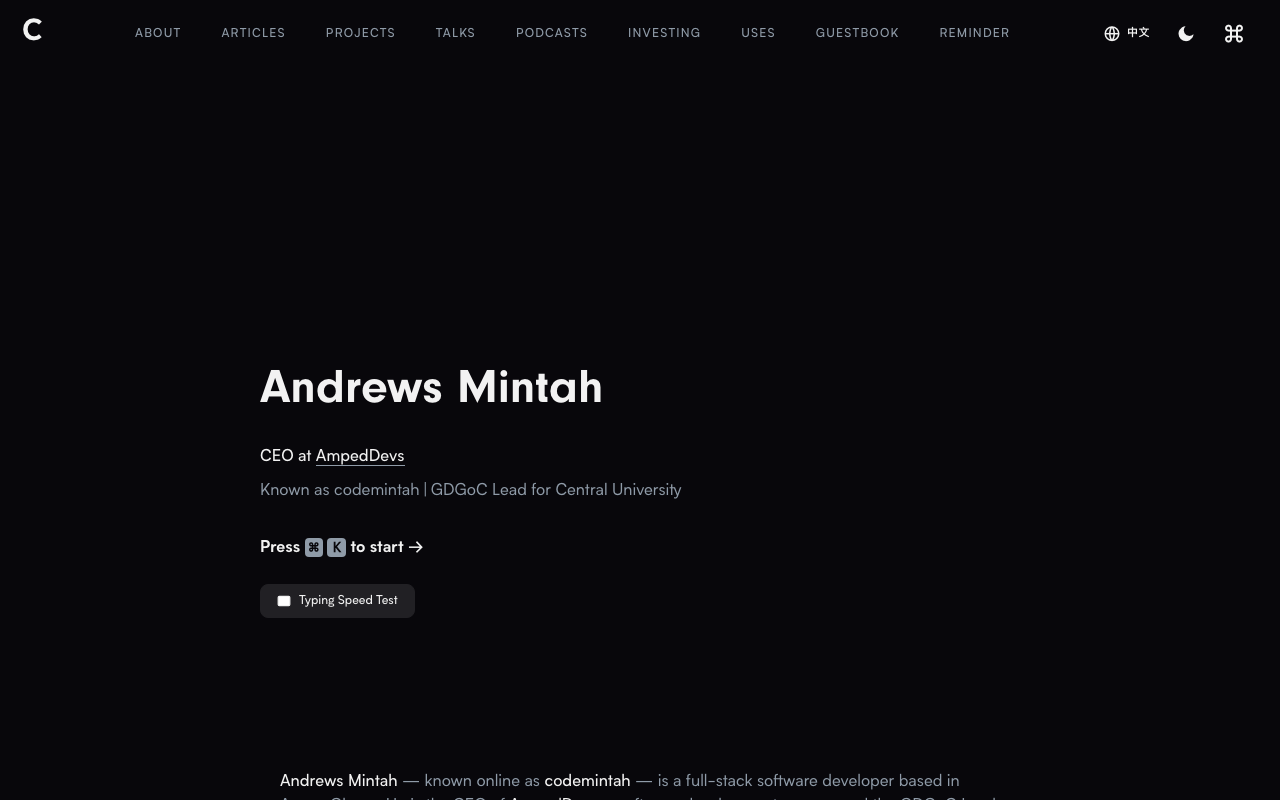 C
ABOUT ARTICLES PROJECTS TALKS PODCASTS INVESTING USES GUESTBOOK REMINDER 中文 ⌘
Andrews Mintah
CEO at AmpedDevs
Known as codemintah | GDGoC Lead for Central University
Press ⌘ K to start →
Typing Speed Test
Andrews Mintah — known online as codemintah — is a full-stack software developer based in